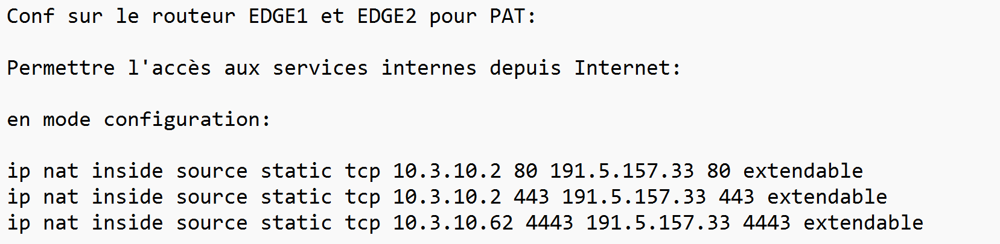 Conf sur le routeur EDGE1 et EDGE2 pour PAT:
Permettre l'accès aux services internes depuis Internet:
en mode configuration:
ip nat inside source static tcp 10.3.10.2 80 191.5.157.33 80 extendable
ip nat inside source static tcp 10.3.10.2 443 191.5.157.33 443 extendable
ip nat inside source static tcp 10.3.10.62 4443 191.5.157.33 4443 extendable